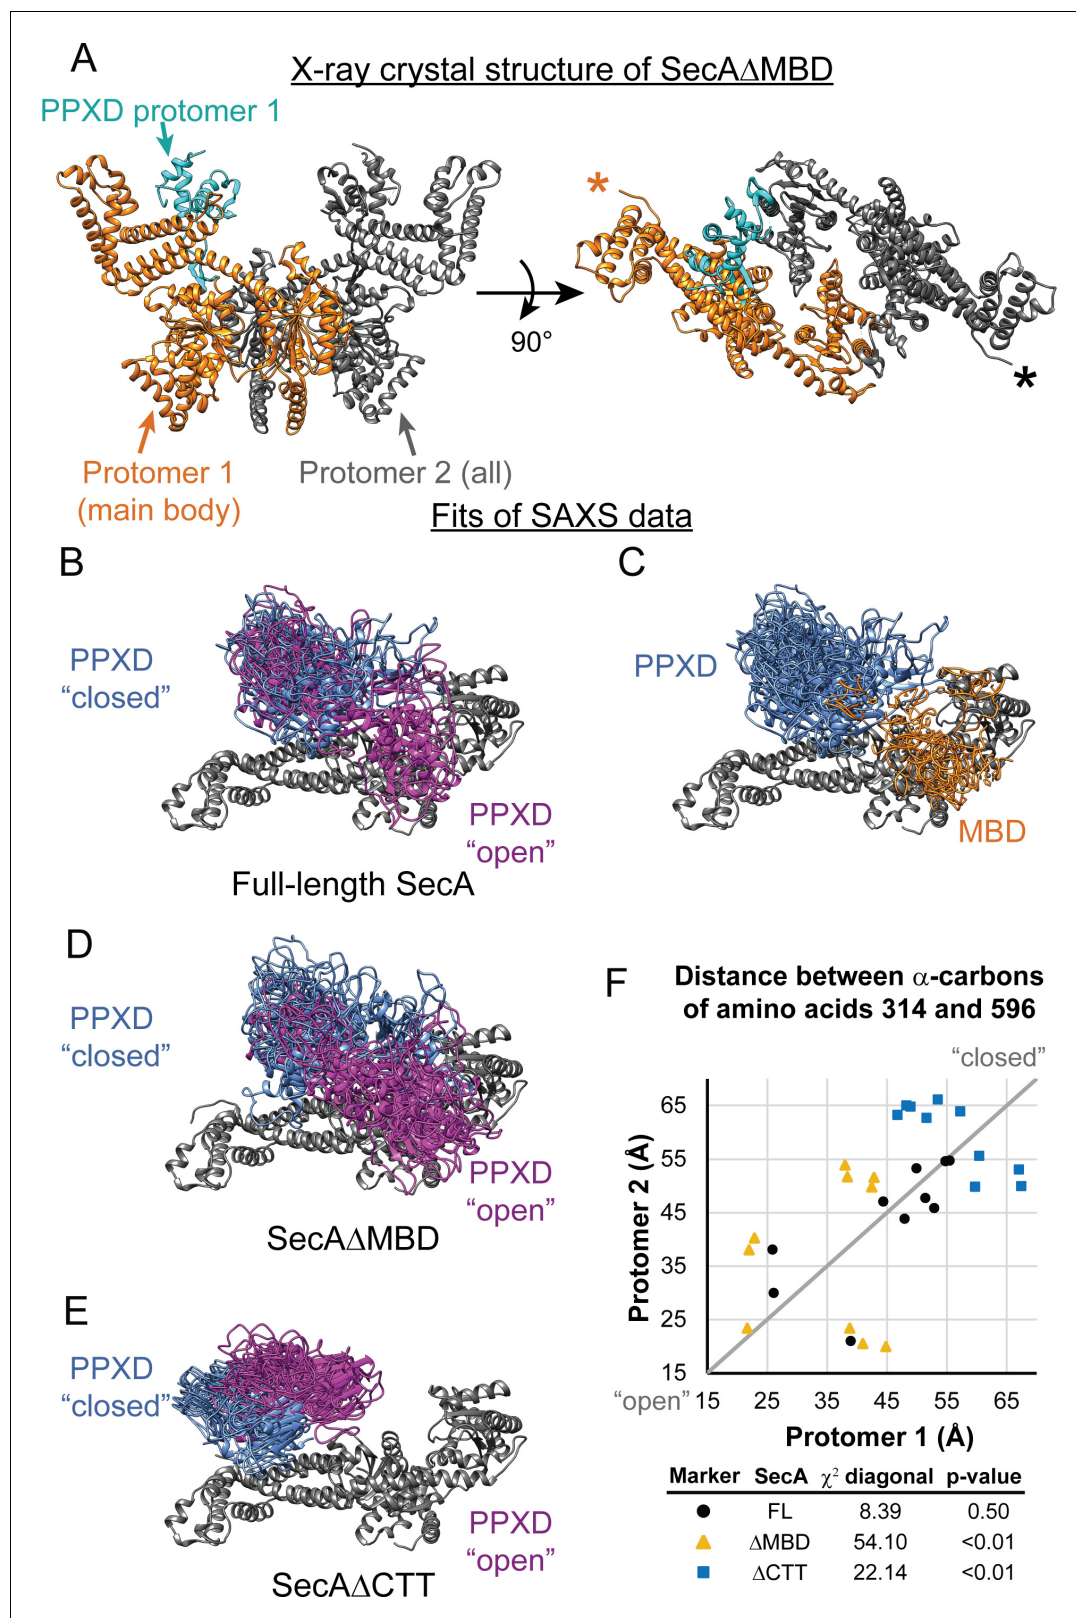 A
X-ray crystal structure of SecAΔMBD
PPXD protomer 1
*
90°
*
Protomer 1
(main body)
Protomer 2 (all)
Fits of SAXS data
B
PPXD
“closed”
PPXD
“open”
Full-length SecA
C
PPXD
MBD
D
PPXD
“closed”
PPXD
“open”
SecAΔMBD
E
PPXD
“closed”
PPXD
“open”
SecAΔCTT
F
Distance between α-carbons
of amino acids 314 and 596
“closed”
65
55
45
35
25
15
Protomer 2 (Å)
“open”
15 25 35 45 55 65
Protomer 1 (Å)
Marker SecA χ² diagonal p-value
FL 8.39 0.50
ΔMBD 54.10 <0.01
ΔCTT 22.14 <0.01